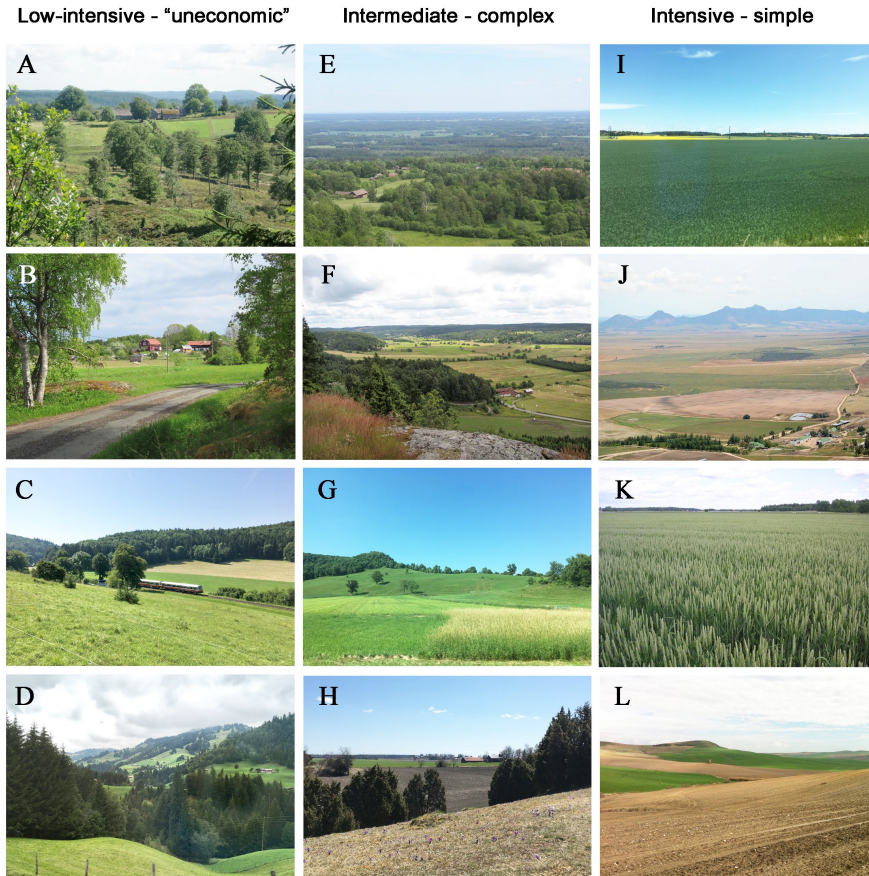 Low-intensive - “uneconomic”
Intermediate - complex
Intensive - simple
A
E
I
B
F
J
C
G
K
D
H
L